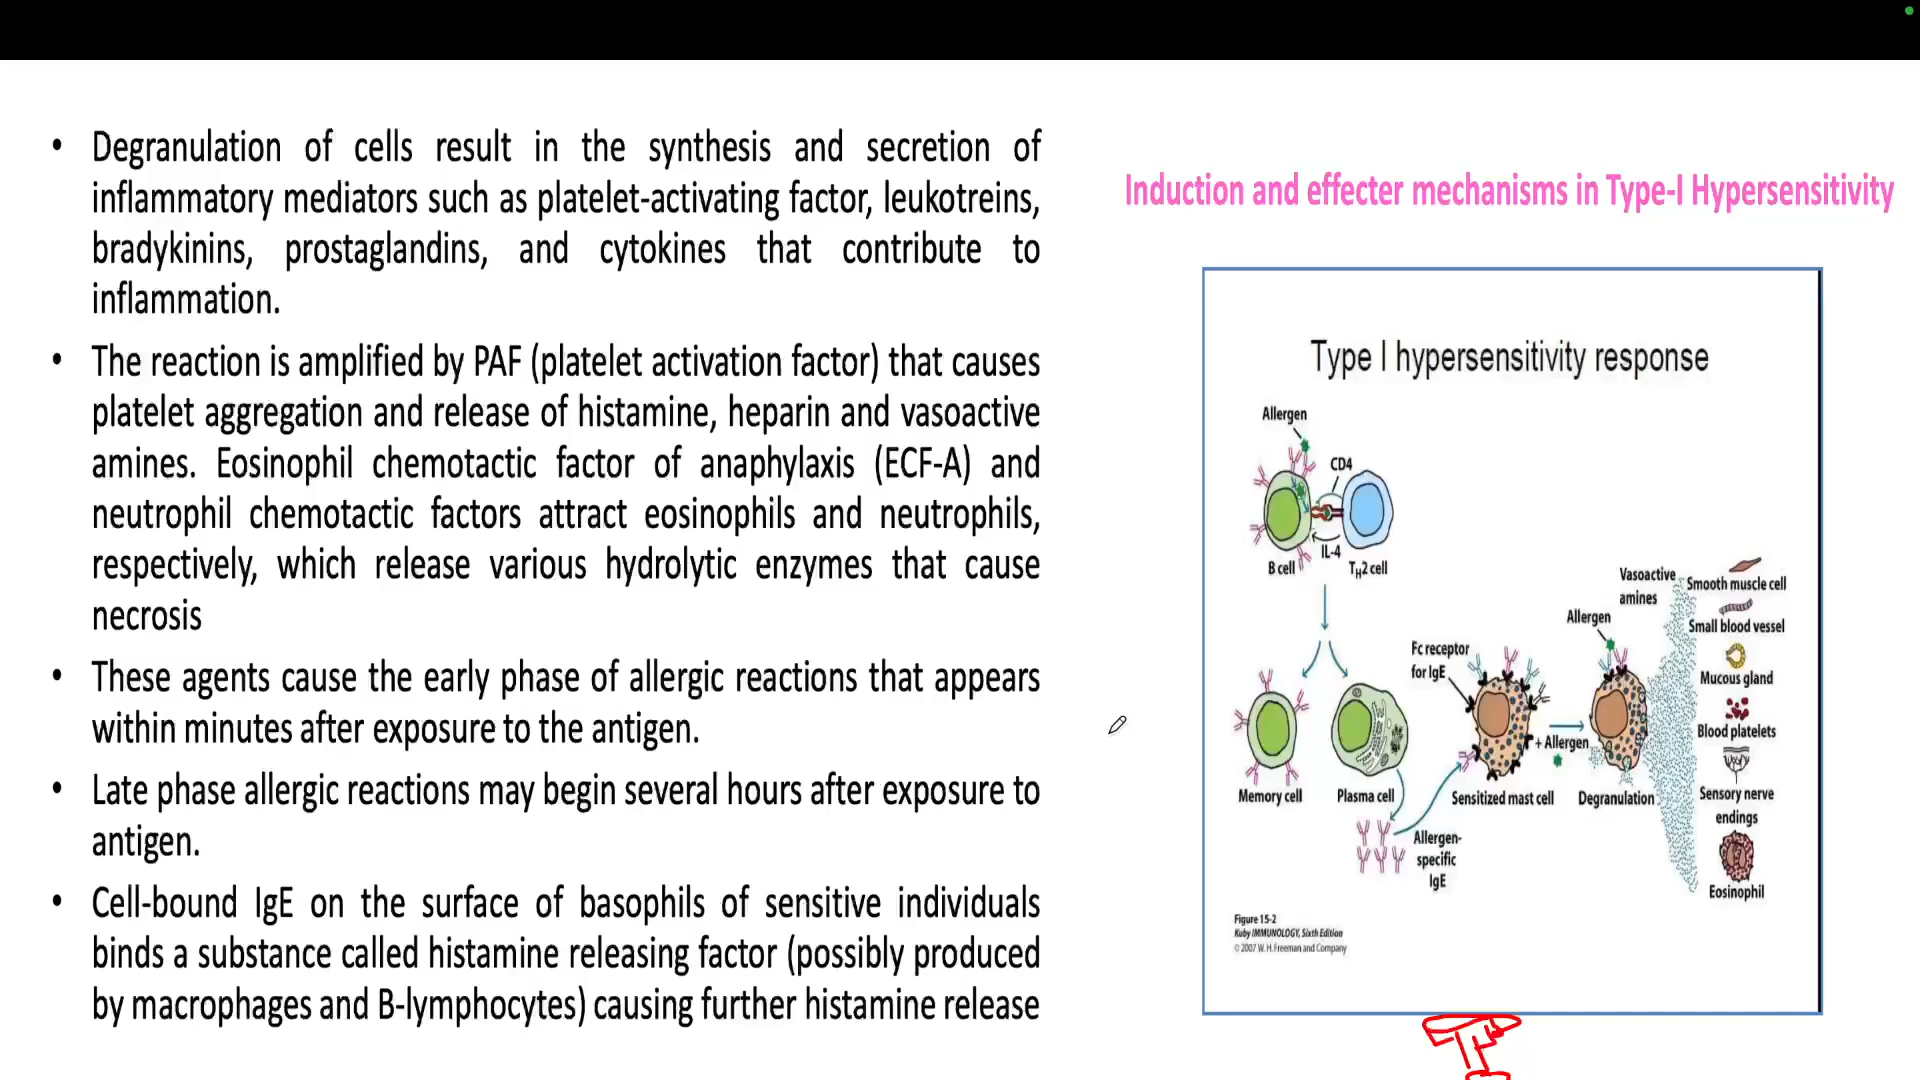 • Degranulation of cells result in the synthesis and secretion of
inflammatory mediators such as platelet-activating factor, leukotreins,
bradykinins, prostaglandins, and cytokines that contribute to
inflammation.
• The reaction is amplified by PAF (platelet activation factor) that causes
platelet aggregation and release of histamine, heparin and vasoactive
amines. Eosinophil chemotactic factor of anaphylaxis (ECF-A) and
neutrophil chemotactic factors attract eosinophils and neutrophils,
respectively, which release various hydrolytic enzymes that cause
necrosis
• These agents cause the early phase of allergic reactions that appears
within minutes after exposure to the antigen.
• Late phase allergic reactions may begin several hours after exposure to
antigen.
• Cell-bound IgE on the surface of basophils of sensitive individuals
binds a substance called histamine releasing factor (possibly produced
by macrophages and B-lymphocytes) causing further histamine release
Induction and effecter mechanisms in Type-I Hypersensitivity
Type I hypersensitivity response
Allergen
CD4
IL-4
B cell
TH2 cell
Vasoactive
amines
Smooth muscle cell
Allergen
Small blood vessel
Fc receptor
for IgE
Mucous gland
Blood platelets
+ Allergen
Memory cell
Plasma cell
Sensitized mast cell
Degranulation
Sensory nerve
endings
Allergen-
specific
IgE
Eosinophil
Figure 15-2
Kuby IMMUNOLOGY, Sixth Edition
© 2007 W. H. Freeman and Company